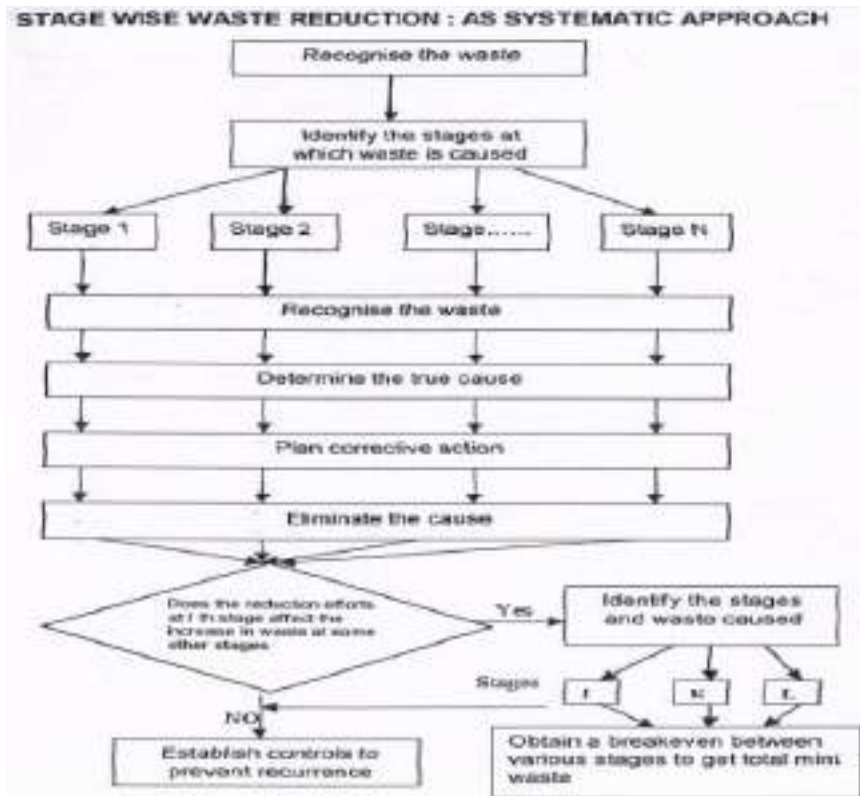 STAGE WISE WASTE REDUCTION : AS SYSTEMATIC APPROACH
Recognise the waste
Identify the stages at
which waste is caused
Stage 1
Stage 2
Stage......
Stage N
Recognise the waste
Determine the true cause
Plan corrective action
Eliminate the cause
Does the reduction efforts
at i th stage affect the
increase in waste at some
other stages
Yes
Identify the stages
and waste caused
Stages
NO
Establish controls to
prevent recurrence
Obtain a breakeven between
various stages to get total mini
waste